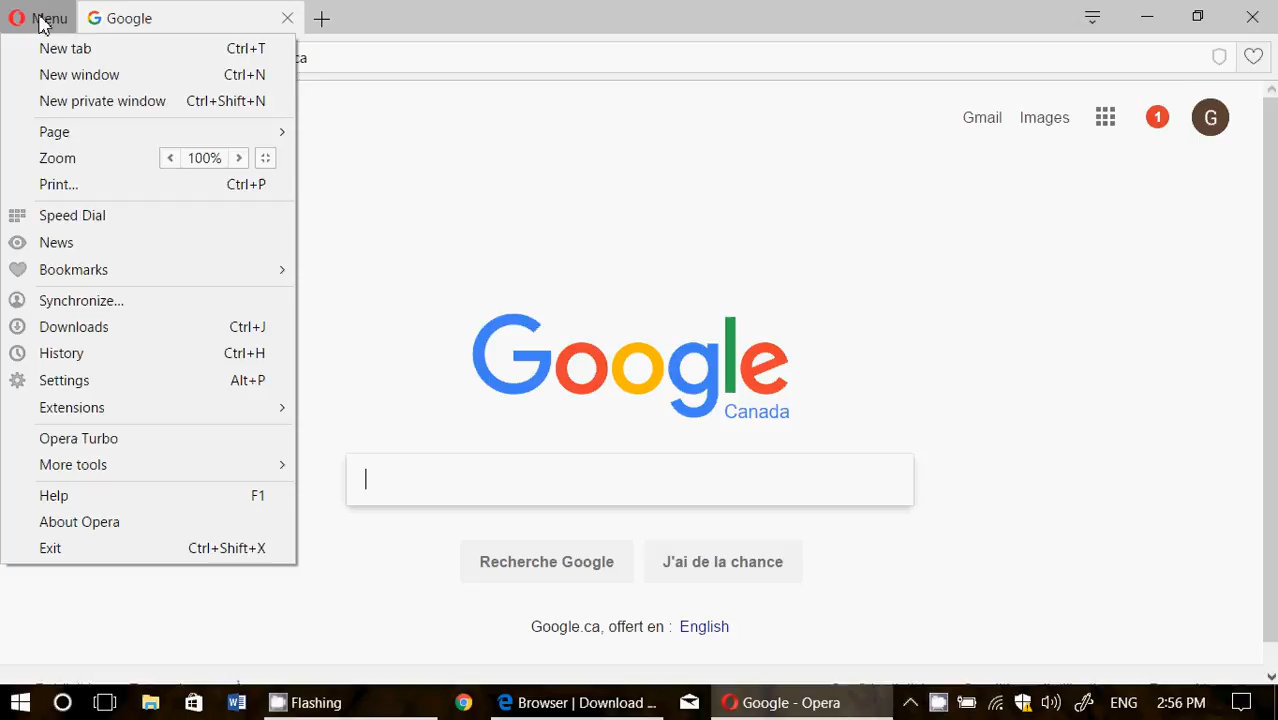 Menu
Google
New tab Ctrl+T
New window Ctrl+N
New private window Ctrl+Shift+N
Page
Zoom 100%
Print... Ctrl+P
Speed Dial
News
Bookmarks
Synchronize...
Downloads Ctrl+J
History Ctrl+H
Settings Alt+P
Extensions
Opera Turbo
More tools
Help F1
About Opera
Exit Ctrl+Shift+X
ca
Gmail Images 1 G
Google
Canada
Recherche Google J'ai de la chance
Google.ca, offert en : English
Flashing Browser | Download ... Google - Opera ENG 2:56 PM